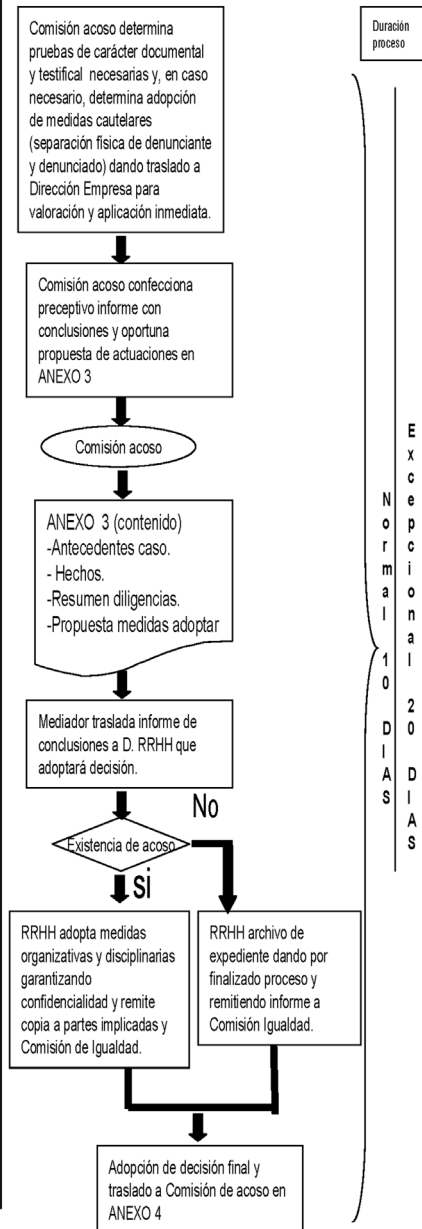 Comisión acoso determina
pruebas de carácter documental
y testifical necesarias y, en caso
necesario, determina adopción
de medidas cautelares
(separación física de denunciante
y denunciado) dando traslado a
Dirección Empresa para
valoración y aplicación inmediata.
Duración
proceso
Comisión acoso confecciona
preceptivo informe con
conclusiones y oportuna
propuesta de actuaciones en
ANEXO 3
Comisión acoso
ANEXO 3 (contenido)
-Antecedentes caso.
- Hechos.
-Resumen diligencias.
-Propuesta medidas adoptar
Mediador traslada informe de
conclusiones a D. RRHH que
adoptará decisión.
Existencia de acoso
No
si
RRHH adopta medidas
organizativas y disciplinarias
garantizando
confidencialidad y remite
copia a partes implicadas y
Comisión de Igualdad.
RRHH archivo de
expediente dando por
finalizado proceso y
remitiendo informe a
Comisión Igualdad.
Adopción de decisión final y
traslado a Comisión de acoso en
ANEXO 4
Normal 10 DIAS
Excepcional 20 DIAS